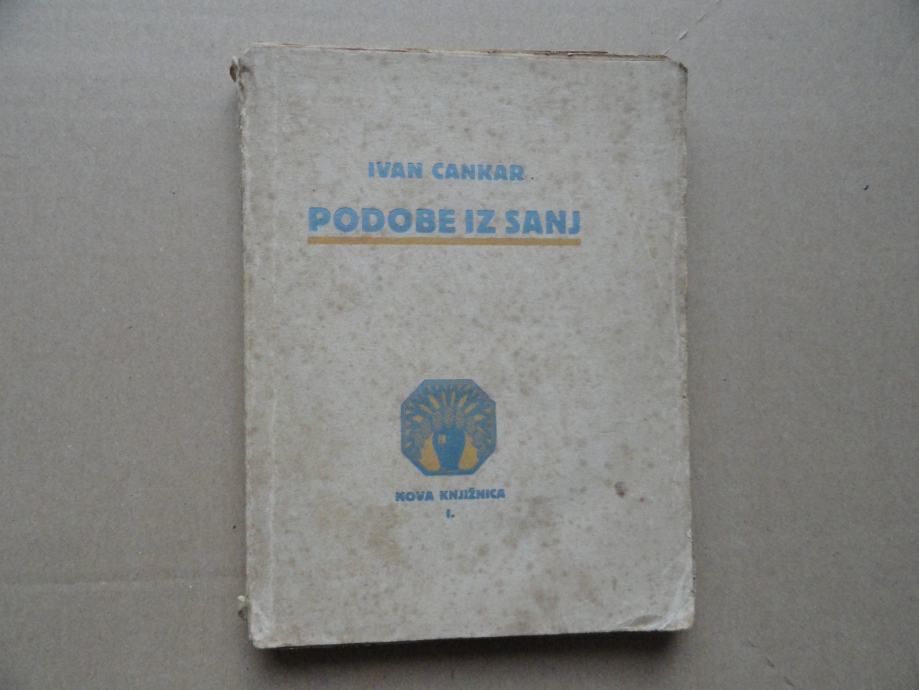 IVAN CANKAR
PODOBE IZ SANJ
NOVA KNJIŽNICA
I.